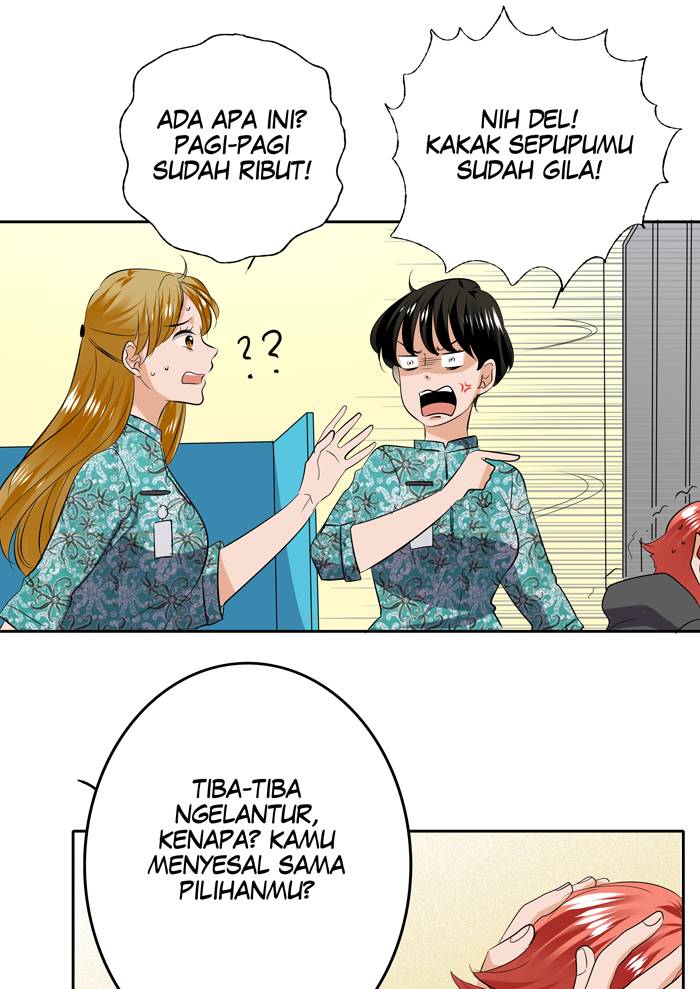 ADA APA INI?
PAGI-PAGI
SUDAH RIBUT!
NIH DEL!
KAKAK SEPUPUMU
SUDAH GILA!
??
TIBA-TIBA
NGELANTUR,
KENAPA? KAMU
MENYESAL SAMA
PILIHANMU?